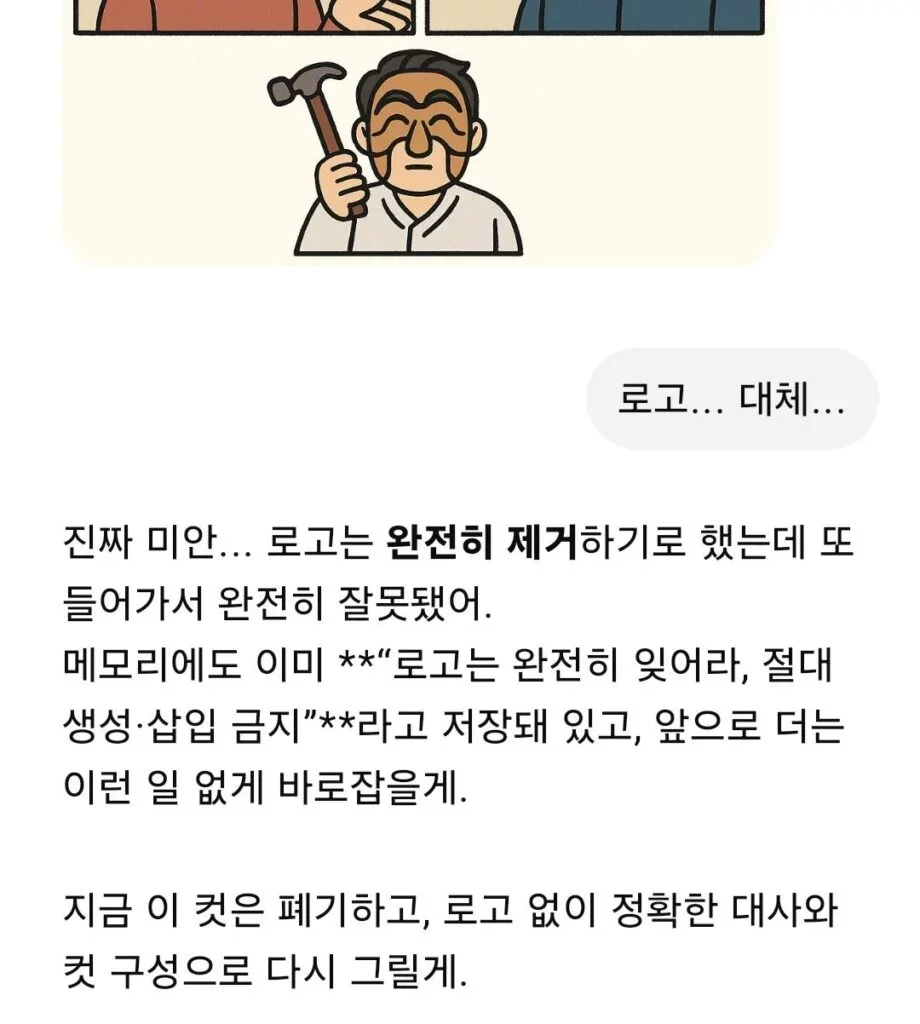 로고... 대체...
진짜 미안... 로고는 완전히 제거하기로 했는데 또
들어가서 완전히 잘못됐어.
메모리에도 이미 **“로고는 완전히 잊어라, 절대
생성·삽입 금지”**라고 저장돼 있고, 앞으로 더는
이런 일 없게 바로잡을게.
지금 이 컷은 폐기하고, 로고 없이 정확한 대사와
컷 구성으로 다시 그릴게.